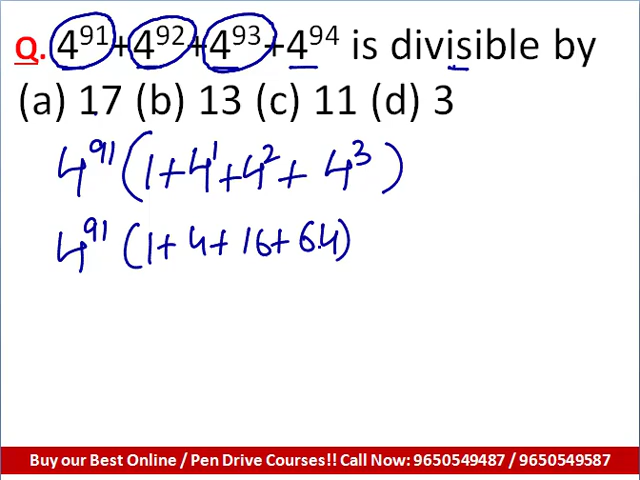 Q. 4⁹¹+4⁹²+4⁹³+4⁹⁴ is divisible by
(a) 17 (b) 13 (c) 11 (d) 3
4⁹¹(1+4¹+4²+4³)
4⁹¹(1+4+16+64)
Buy our Best Online / Pen Drive Courses!! Call Now: 9650549487 / 9650549587